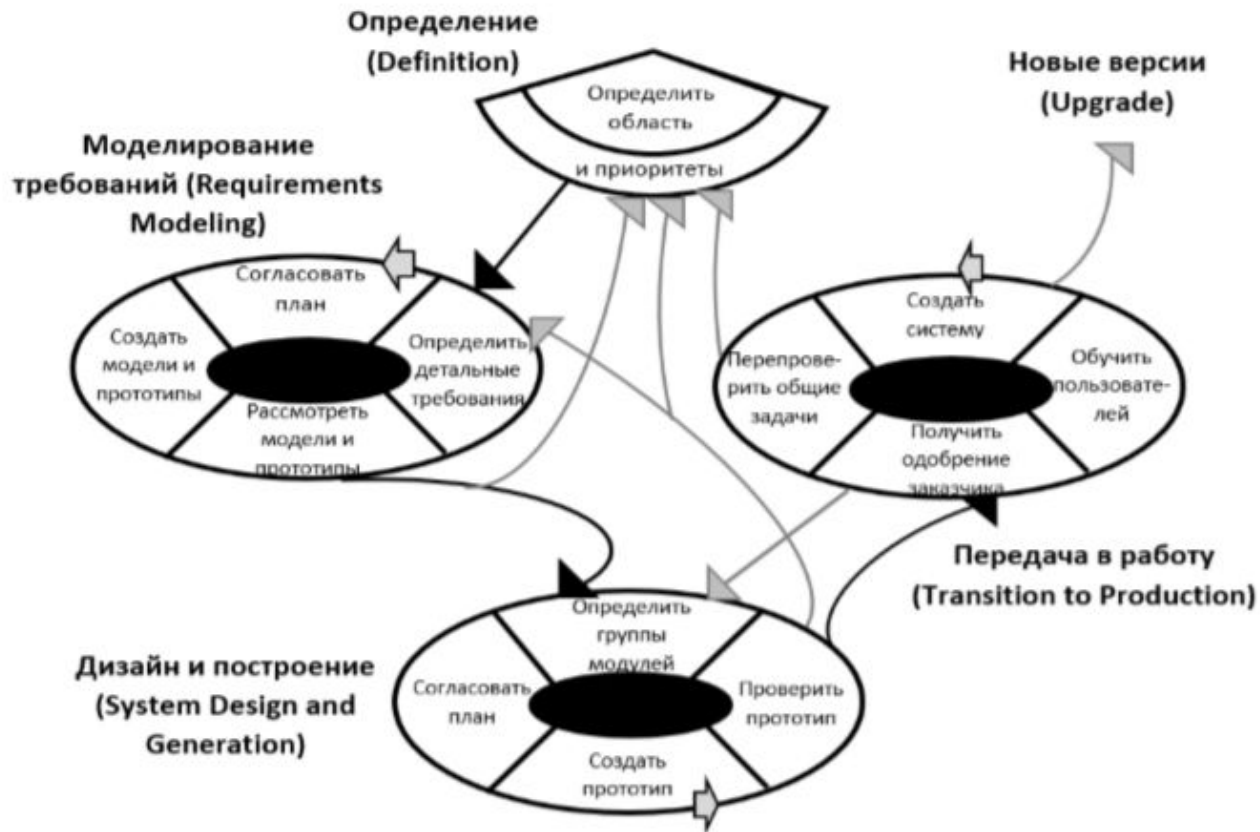 Определение
(Definition)
Определить
область
и приоритеты
Новые версии
(Upgrade)
Моделирование
требований (Requirements
Modeling)
Согласовать
план
Создать
модели и
прототипы
Определить
детальные
требования
Рассмотреть
модели и
прототипы
Создать
систему
Перепрове-
рить общие
задачи
Обучить
пользовате-
лей
Получить
одобрение
заказчика
Передача в работу
(Transition to Production)
Дизайн и построение
(System Design and
Generation)
Определить
группы
модулей
Согласовать
план
Проверить
прототип
Создать
прототип